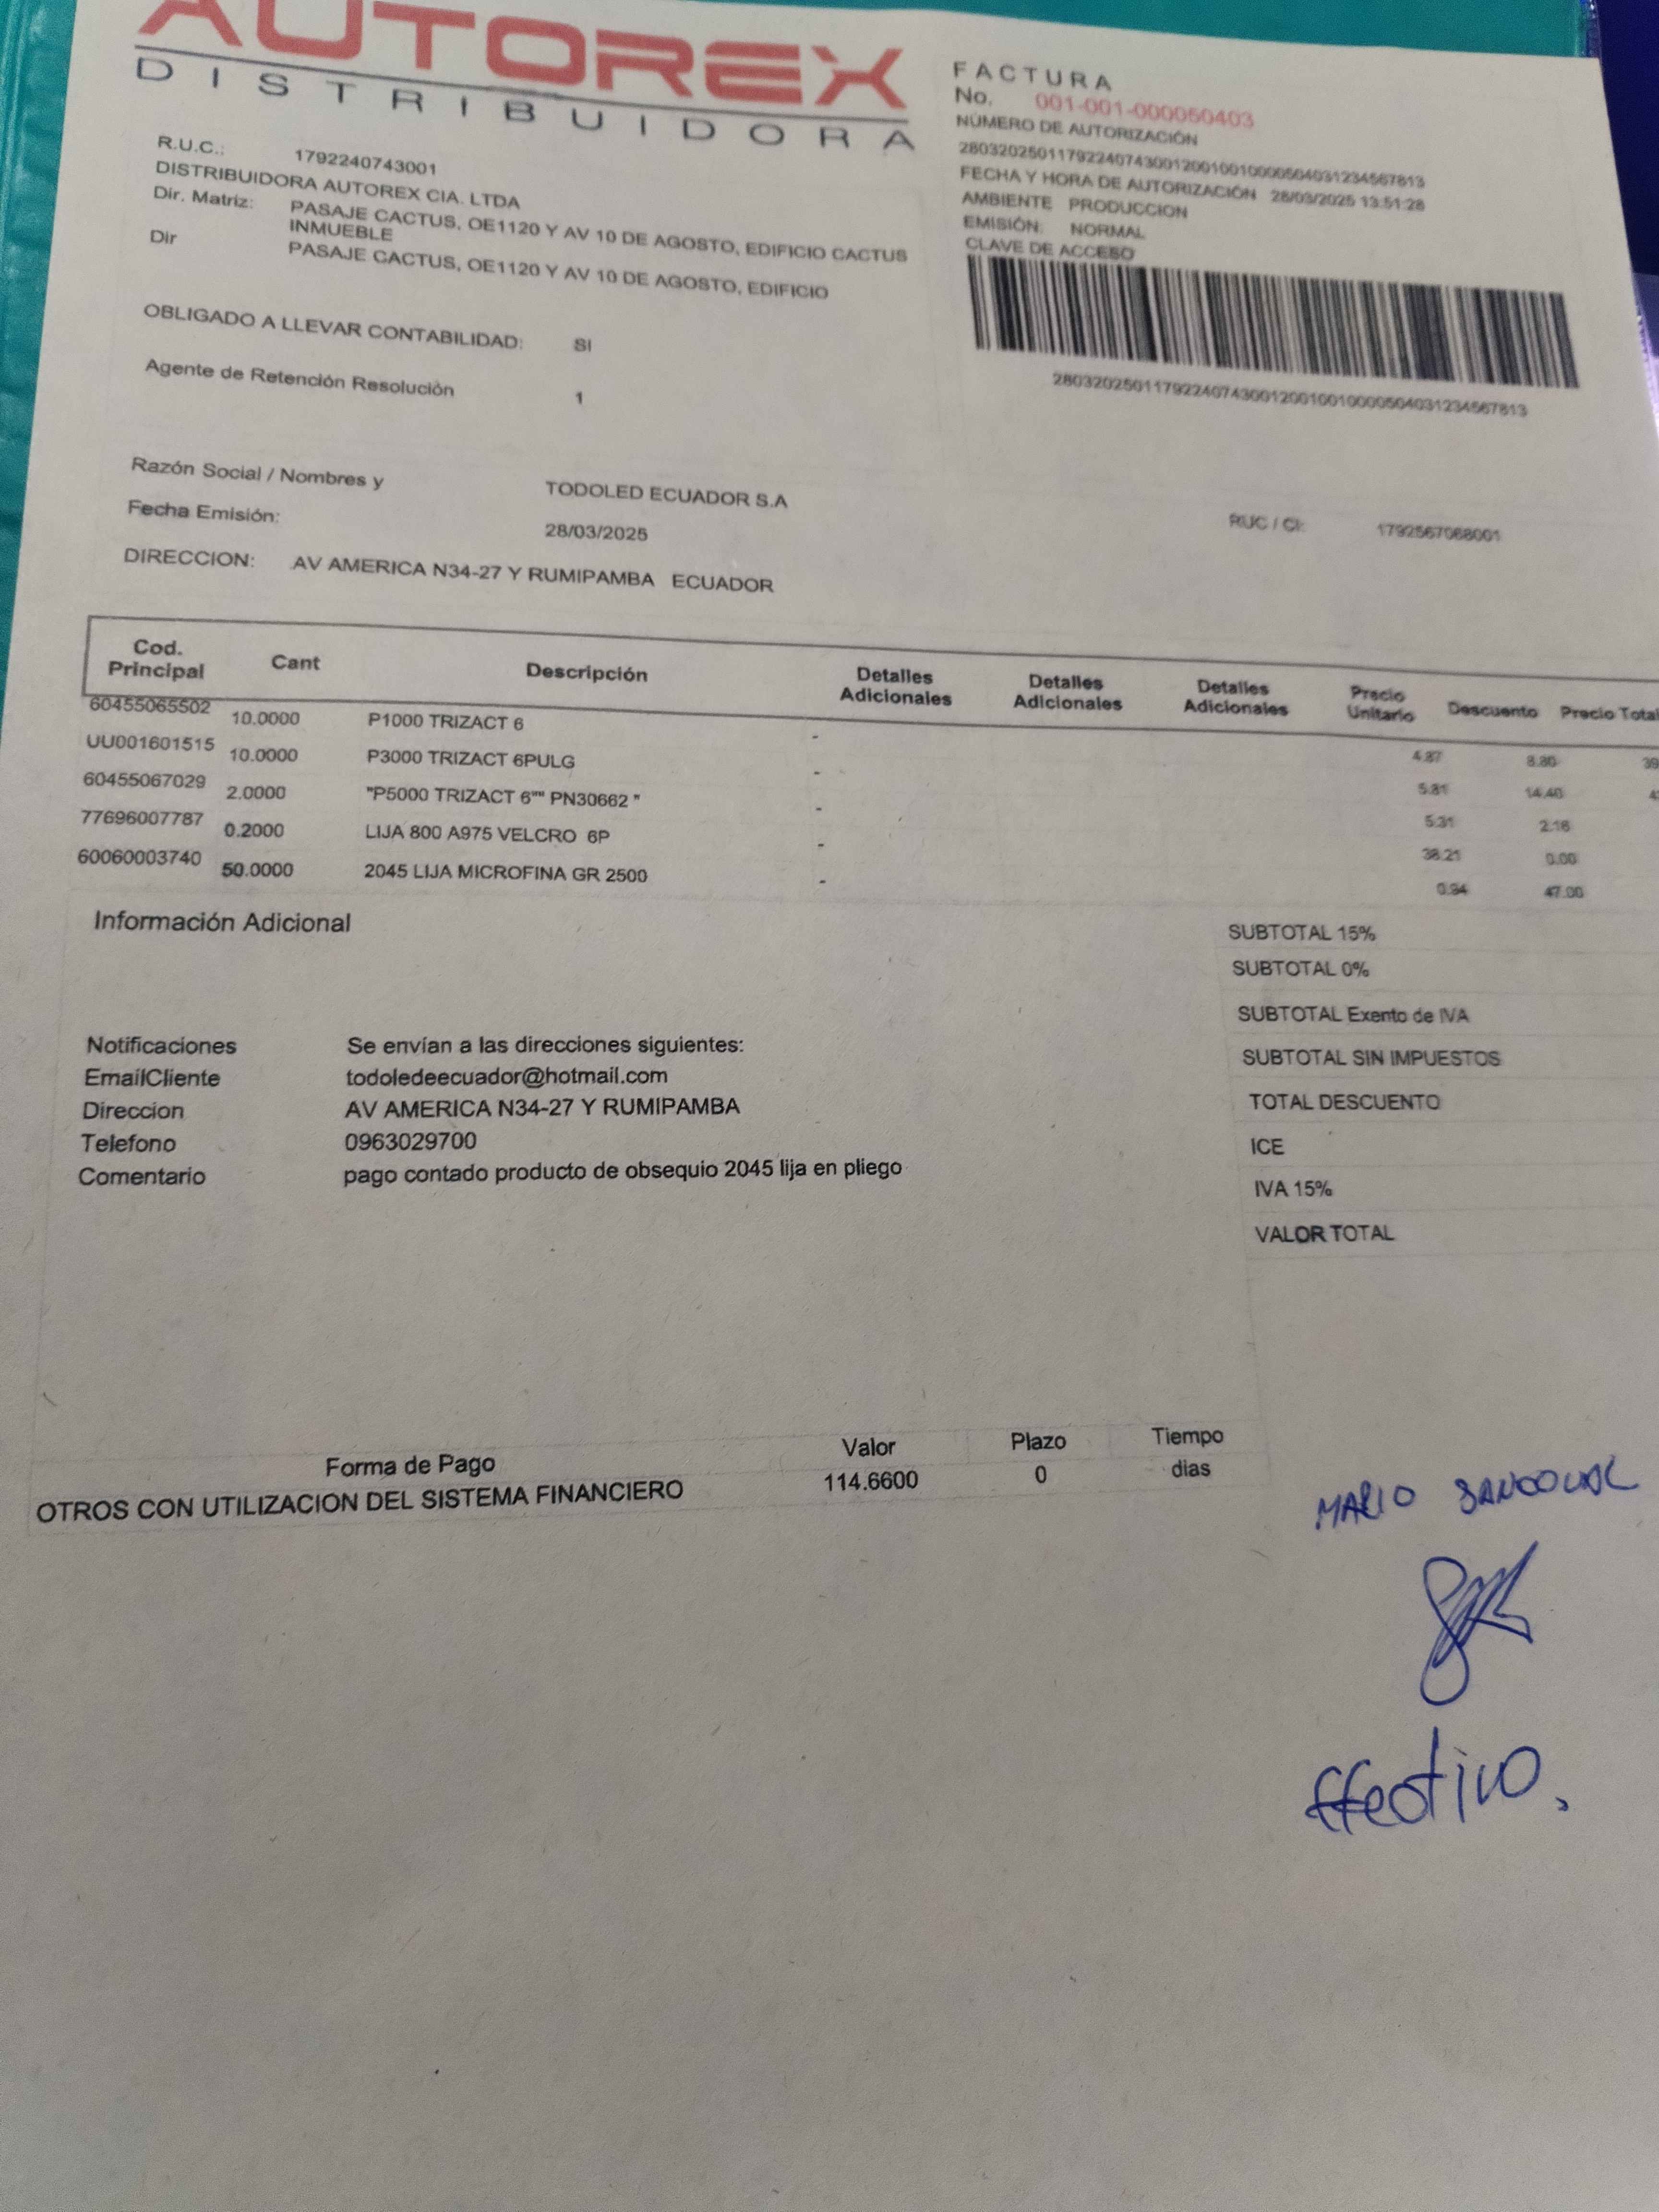 AUTOREX
DISTRIBUIDORA
R.U.C.: 1792240743001
DISTRIBUIDORA AUTOREX CIA. LTDA
Dir. Matriz: PASAJE CACTUS, OE1120 Y AV 10 DE AGOSTO, EDIFICIO CACTUS
INMUEBLE
Dir PASAJE CACTUS, OE1120 Y AV 10 DE AGOSTO, EDIFICIO
OBLIGADO A LLEVAR CONTABILIDAD: SI
Agente de Retención Resolución 1
FACTURA
No. 001-001-000050403
NÚMERO DE AUTORIZACIÓN
2803202501179224074300120010010000504031234567813
FECHA Y HORA DE AUTORIZACIÓN 28/03/2025 13:51:28
AMBIENTE PRODUCCION
EMISIÓN: NORMAL
CLAVE DE ACCESO
2803202501179224074300120010010000504031234567813
Razón Social / Nombres y TODOLED ECUADOR S.A
RUC / CI: 1792567068001
Fecha Emisión: 28/03/2025
DIRECCION: AV AMERICA N34-27 Y RUMIPAMBA ECUADOR
Cod. Principal Cant Descripción Detalles Adicionales Detalles Adicionales Detalles Adicionales Precio Unitario Descuento Precio Total
60455065502 10.0000 P1000 TRIZACT 6 - 4.87 8.80 39
UU001601515 10.0000 P3000 TRIZACT 6PULG - 5.81 14.40 4
60455067029 2.0000 "P5000 TRIZACT 6"" PN30662 " - 5.31 2.16
77696007787 0.2000 LIJA 800 A975 VELCRO 6P - 38.21 0.00
60060003740 50.0000 2045 LIJA MICROFINA GR 2500 - 0.94 47.00
Información Adicional
Notificaciones Se envían a las direcciones siguientes:
EmailCliente todoledeecuador@hotmail.com
Direccion AV AMERICA N34-27 Y RUMIPAMBA
Telefono 0963029700
Comentario pago contado producto de obsequio 2045 lija en pliego
SUBTOTAL 15%
SUBTOTAL 0%
SUBTOTAL Exento de IVA
SUBTOTAL SIN IMPUESTOS
TOTAL DESCUENTO
ICE
IVA 15%
VALOR TOTAL
Forma de Pago Valor Plazo Tiempo
OTROS CON UTILIZACION DEL SISTEMA FINANCIERO 114.6600 0 dias
MARIO SANDOVAL
Effectivo.